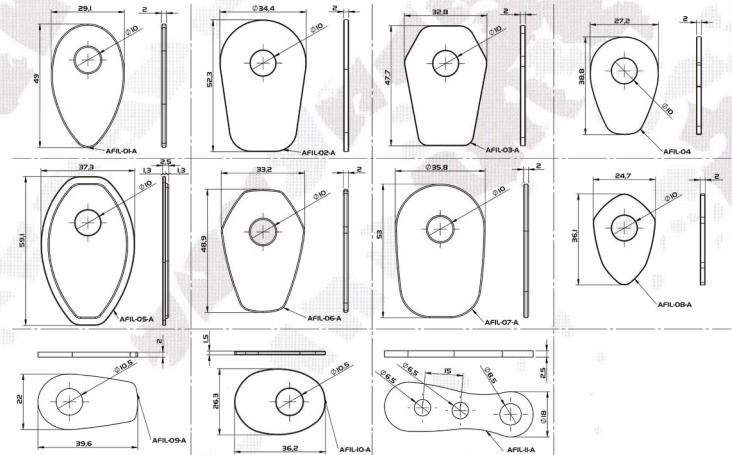 29,1
2
Ø10
49
AFIL-01-A
Ø34,4
2
Ø10
52,3
AFIL-02-A
32,8
2
Ø10
47,7
AFIL-03-A
27,2
2
Ø10
38,8
AFIL-04
37,3
2,5
1,3
1,3
Ø10
59,1
AFIL-05-A
33,2
2
Ø10
48,9
AFIL-06-A
Ø35,8
2
Ø10
53
AFIL-07-A
24,7
2
Ø10
36,1
AFIL-08-A
2
Ø10,5
22
39,6
AFIL-09-A
1,5
Ø10,5
26,3
36,2
AFIL-10-A
2,5
Ø6,5
Ø6,5
15
Ø8,5
Ø18
AFIL-11-A